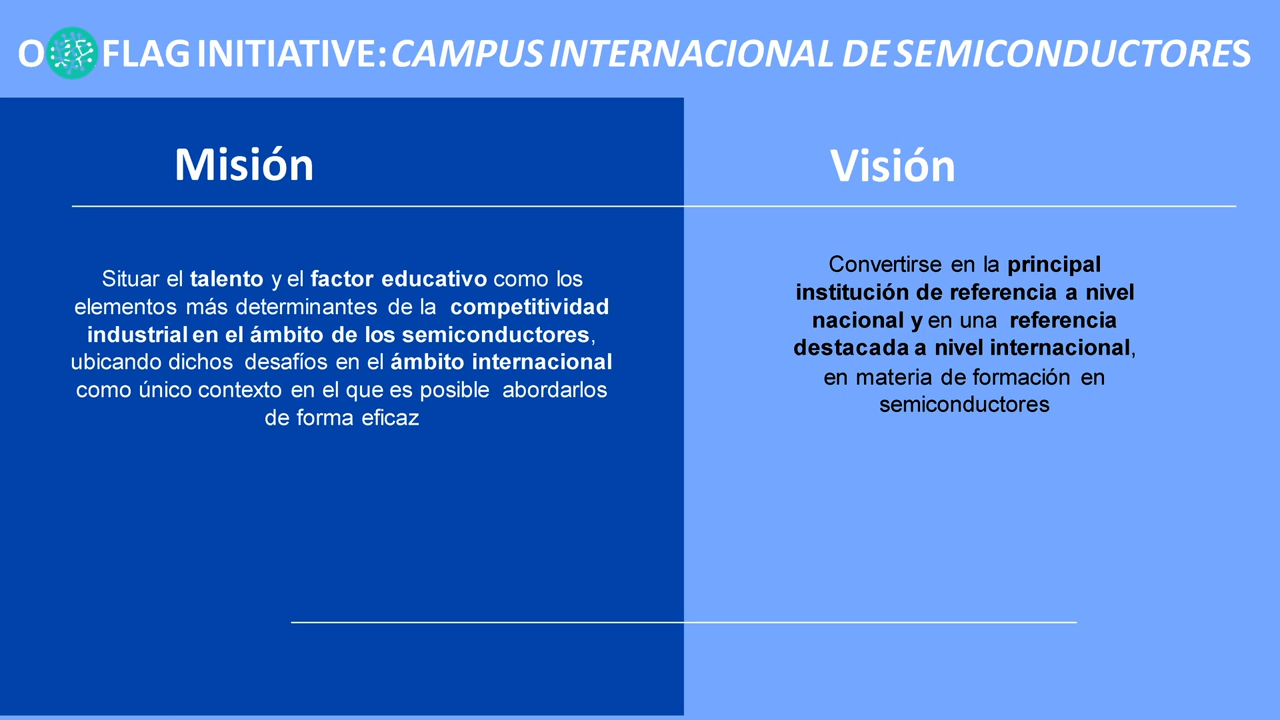 O FLAG INITIATIVE: CAMPUS INTERNACIONAL DE SEMICONDUCTORES
Misión
Situar el talento y el factor educativo como los
elementos más determinantes de la competitividad
industrial en el ámbito de los semiconductores,
ubicando dichos desafíos en el ámbito internacional
como único contexto en el que es posible abordarlos
de forma eficaz
Visión
Convertirse en la principal
institución de referencia a nivel
nacional y en una referencia
destacada a nivel internacional,
en materia de formación en
semiconductores